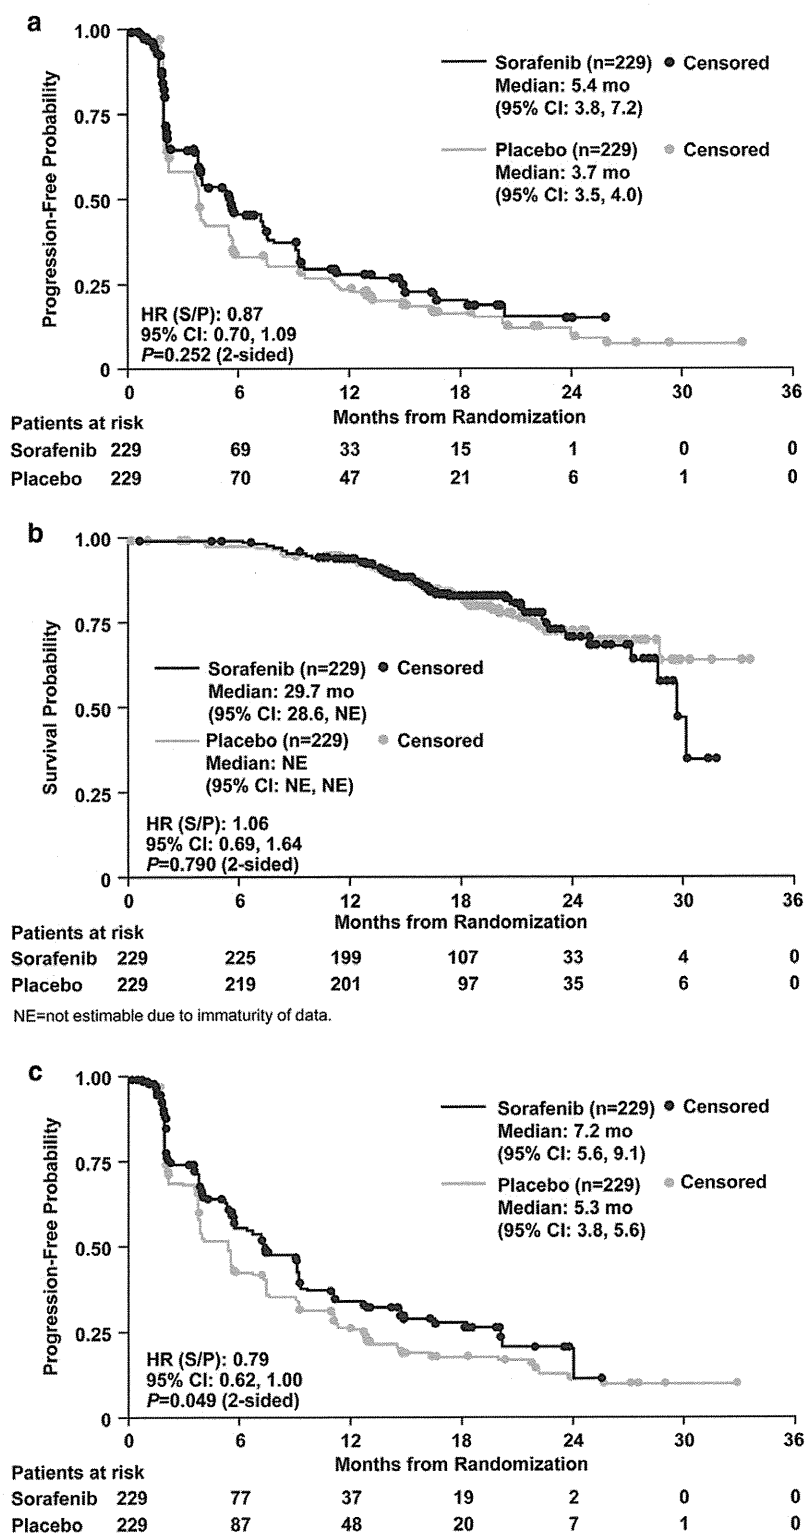 a
1.00
0.75
0.50
0.25
0
Progression-Free Probability
Sorafenib (n=229) Censored
Median: 5.4 mo
(95% CI: 3.8, 7.2)
Placebo (n=229) Censored
Median: 3.7 mo
(95% CI: 3.5, 4.0)
HR (S/P): 0.87
95% CI: 0.70, 1.09
P=0.252 (2-sided)
0 6 12 18 24 30 36
Months from Randomization
Patients at risk
Sorafenib 229 69 33 15 1 0 0
Placebo 229 70 47 21 6 1 0
b
1.00
0.75
0.50
0.25
0
Survival Probability
Sorafenib (n=229) Censored
Median: 29.7 mo
(95% CI: 28.6, NE)
Placebo (n=229) Censored
Median: NE
(95% CI: NE, NE)
HR (S/P): 1.06
95% CI: 0.69, 1.64
P=0.790 (2-sided)
0 6 12 18 24 30 36
Months from Randomization
Patients at risk
Sorafenib 229 225 199 107 33 4 0
Placebo 229 219 201 97 35 6 0
NE=not estimable due to immaturity of data.
c
1.00
0.75
0.50
0.25
0
Progression-Free Probability
Sorafenib (n=229) Censored
Median: 7.2 mo
(95% CI: 5.6, 9.1)
Placebo (n=229) Censored
Median: 5.3 mo
(95% CI: 3.8, 5.6)
HR (S/P): 0.79
95% CI: 0.62, 1.00
P=0.049 (2-sided)
0 6 12 18 24 30 36
Months from Randomization
Patients at risk
Sorafenib 229 77 37 19 2 0 0
Placebo 229 87 48 20 7 1 0